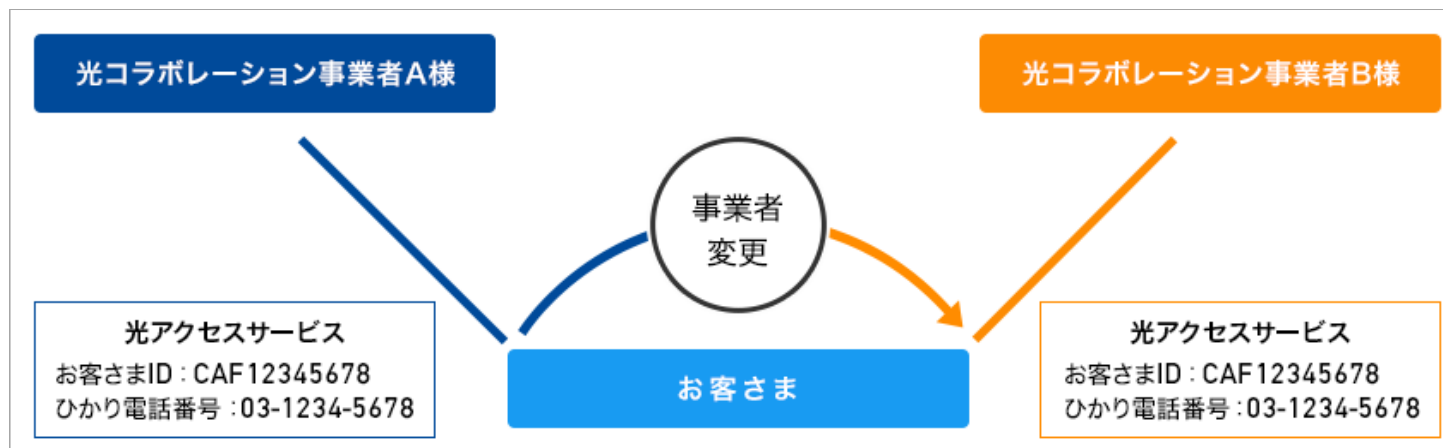 光コラボレーション事業者A様
光コラボレーション事業者B様
事業者
変更
光アクセスサービス
お客さまID：CAF12345678
ひかり電話番号：03-1234-5678
お客さま
光アクセスサービス
お客さまID：CAF12345678
ひかり電話番号：03-1234-5678